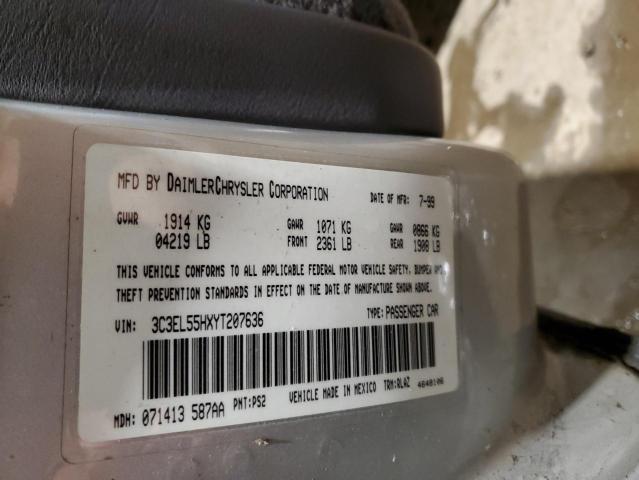 MFD BY DAIMLERCHRYSLER CORPORATION DATE OF MFR: 7-99
GVWR 1914 KG GAWR 1071 KG GAWR 0866 KG
04219 LB FRONT 2361 LB REAR 1908 LB
THIS VEHICLE CONFORMS TO ALL APPLICABLE FEDERAL MOTOR VEHICLE SAFETY, BUMPER AND
THEFT PREVENTION STANDARDS IN EFFECT ON THE DATE OF MANUFACTURE SHOWN ABOVE.
VIN: 3C3EL55HXYT207636 TYPE: PASSENGER CAR
MDH: 071413 587AA PNT:PS2 VEHICLE MADE IN MEXICO TRM:RLAZ 4648106